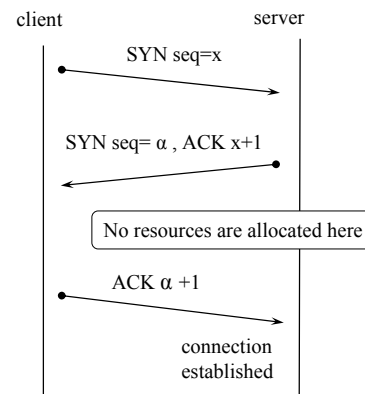 client
server
SYN seq=x
SYN seq= α , ACK x+1
No resources are allocated here
ACK α +1
connection
established